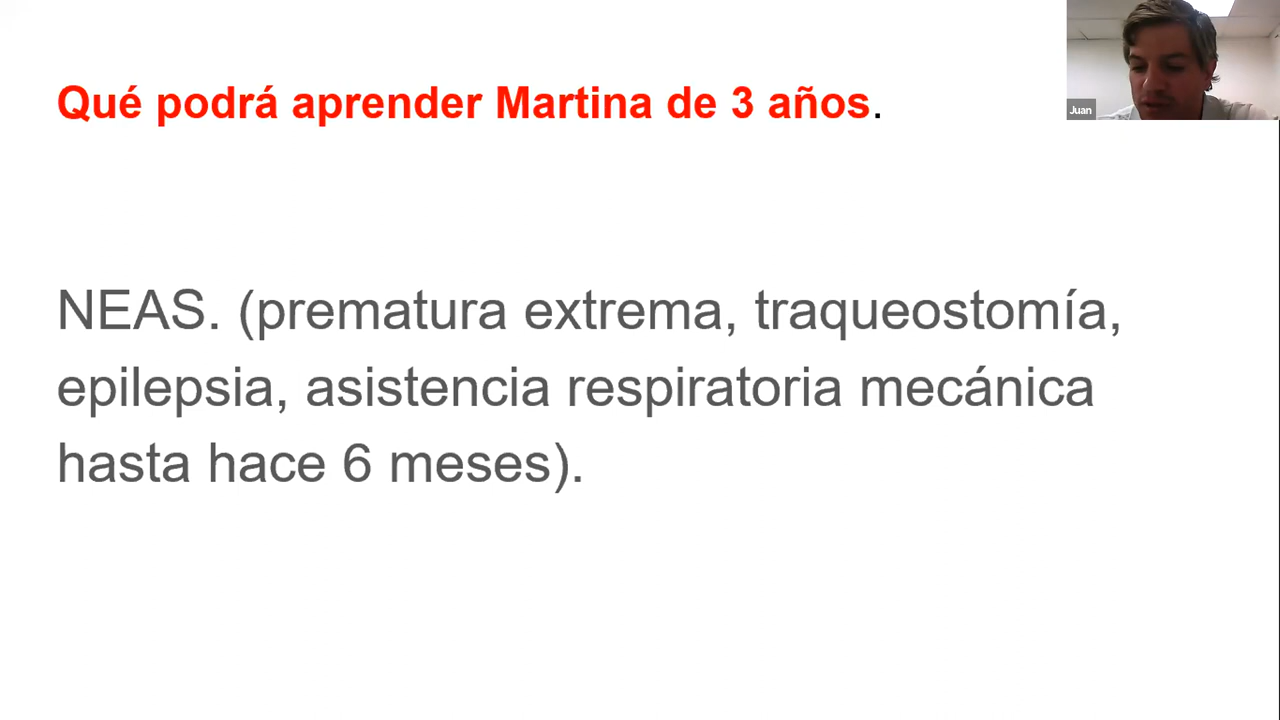 Qué podrá aprender Martina de 3 años.
Juan
NEAS. (prematura extrema, traqueostomía,
epilepsia, asistencia respiratoria mecánica
hasta hace 6 meses).